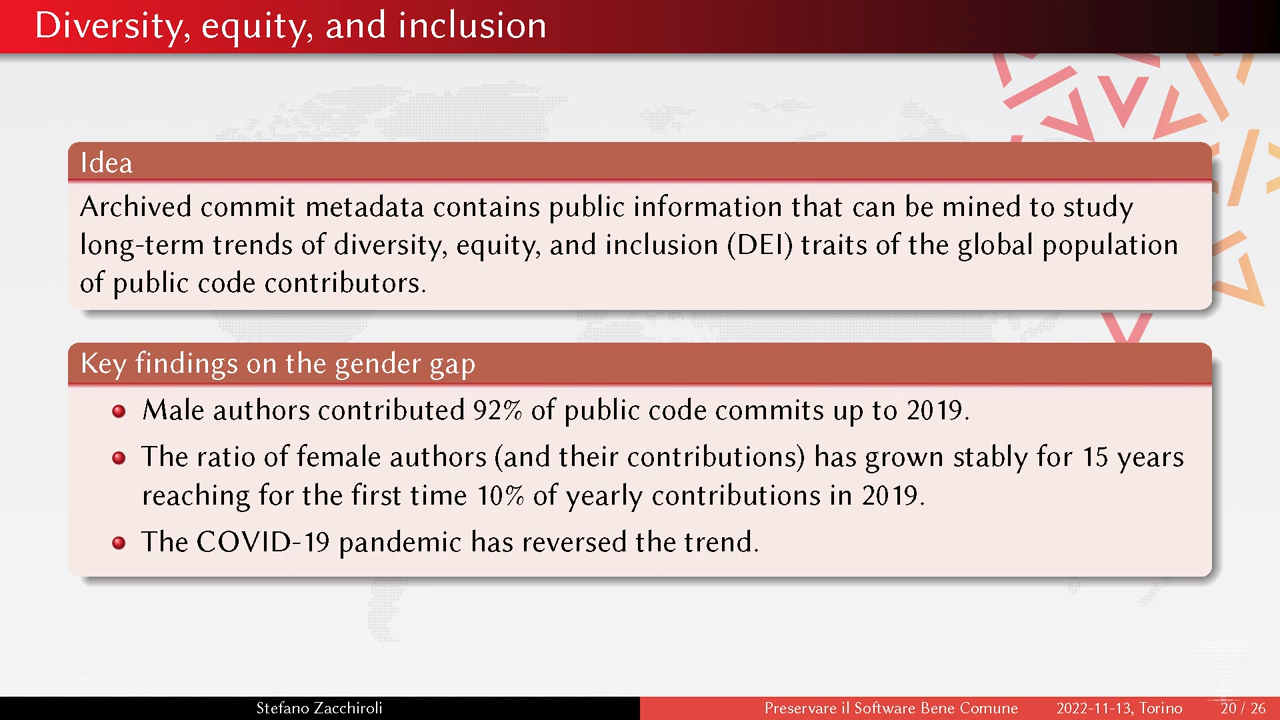 Diversity, equity, and inclusion
Idea
Archived commit metadata contains public information that can be mined to study
long-term trends of diversity, equity, and inclusion (DEI) traits of the global population
of public code contributors.
Key findings on the gender gap
Male authors contributed 92% of public code commits up to 2019.
The ratio of female authors (and their contributions) has grown stably for 15 years
reaching for the first time 10% of yearly contributions in 2019.
The COVID-19 pandemic has reversed the trend.
Stefano Zacchiroli
Preservare il Software Bene Comune
2022-11-13, Torino
20 / 26